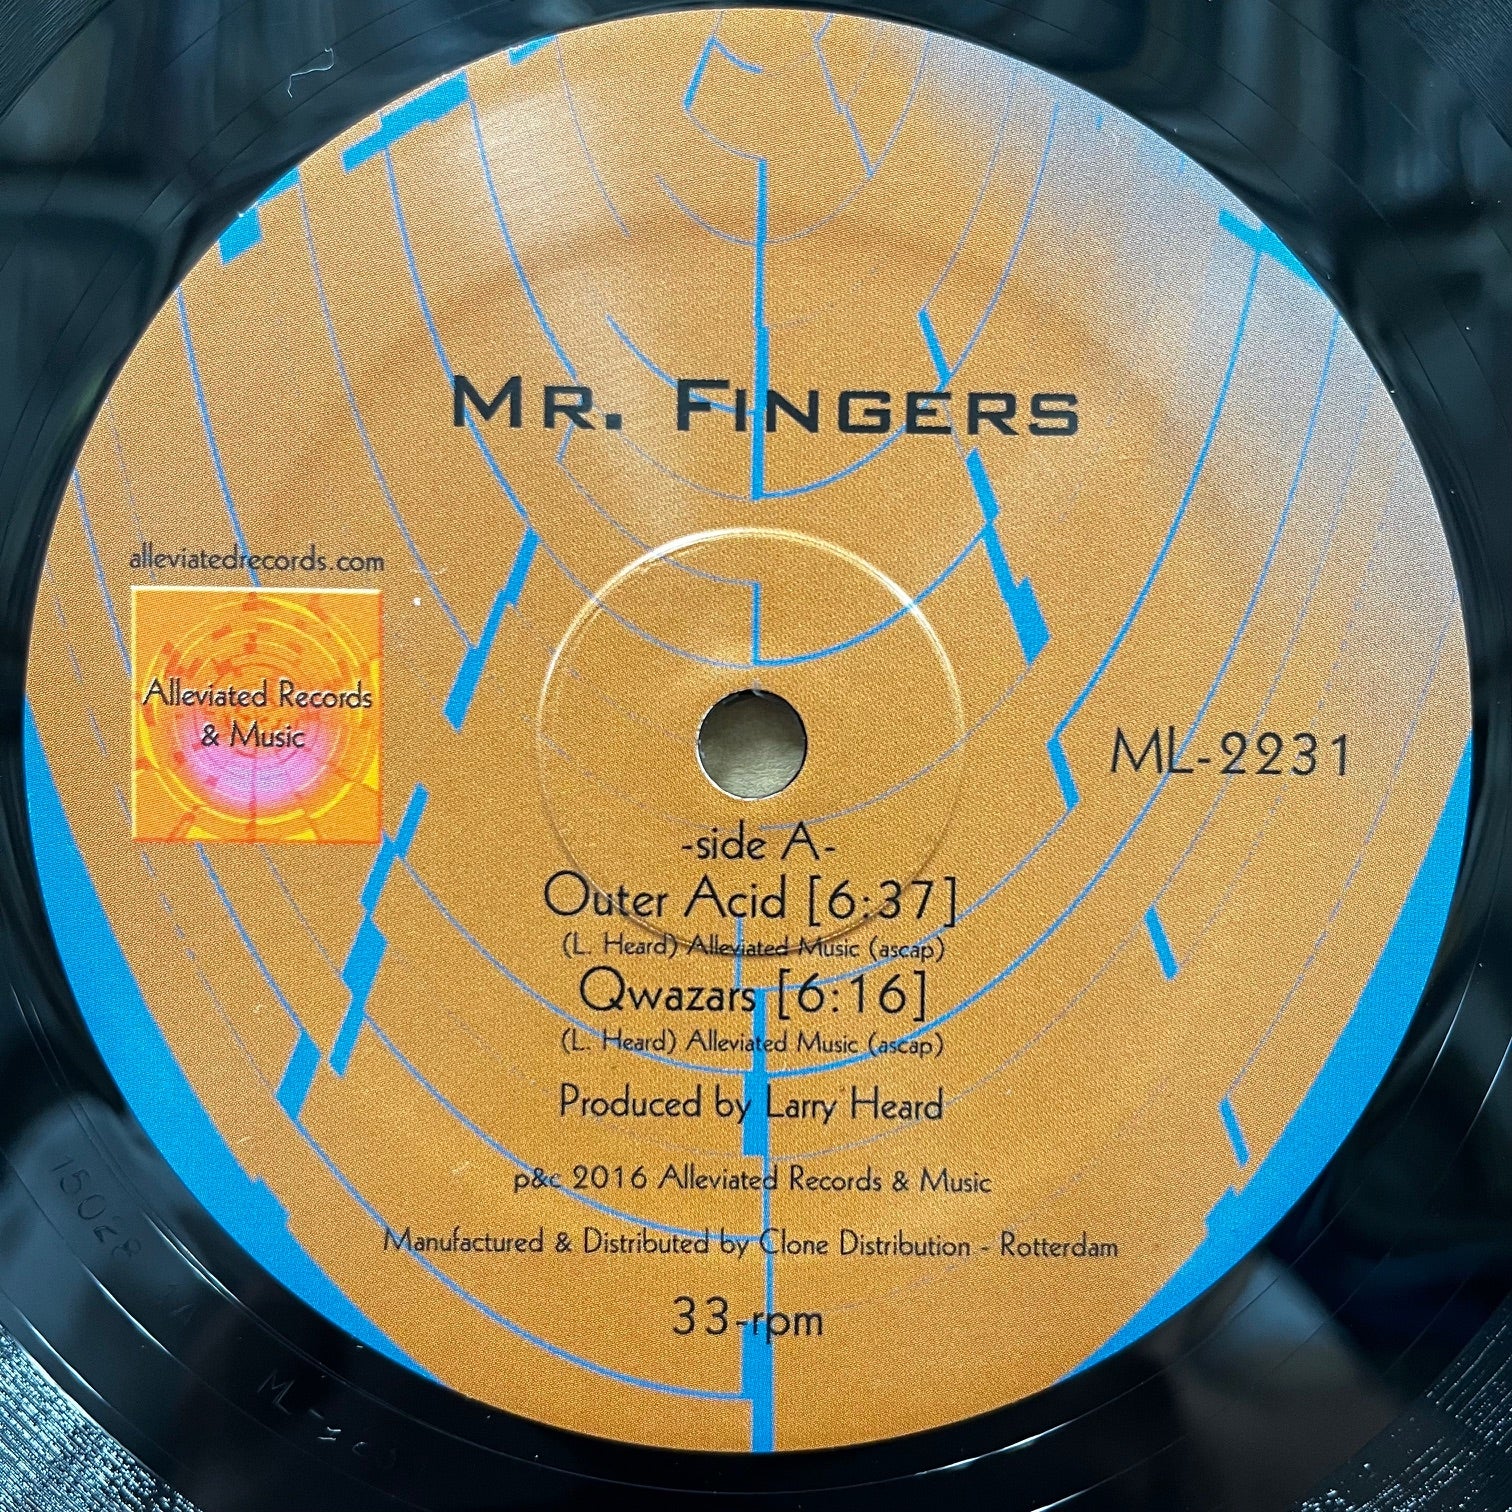 Mr. Fingers
alleviatedrecords.com
Alleviated Records
& Music
ML-2231
-side A-
Outer Acid [6:37]
(L. Heard) Alleviated Music (ascap)
Qwazars [6:16]
(L. Heard) Alleviated Music (ascap)
Produced by Larry Heard
p&c 2016 Alleviated Records & Music
Manufactured & Distributed by Clone Distribution - Rotterdam
33-rpm
15028